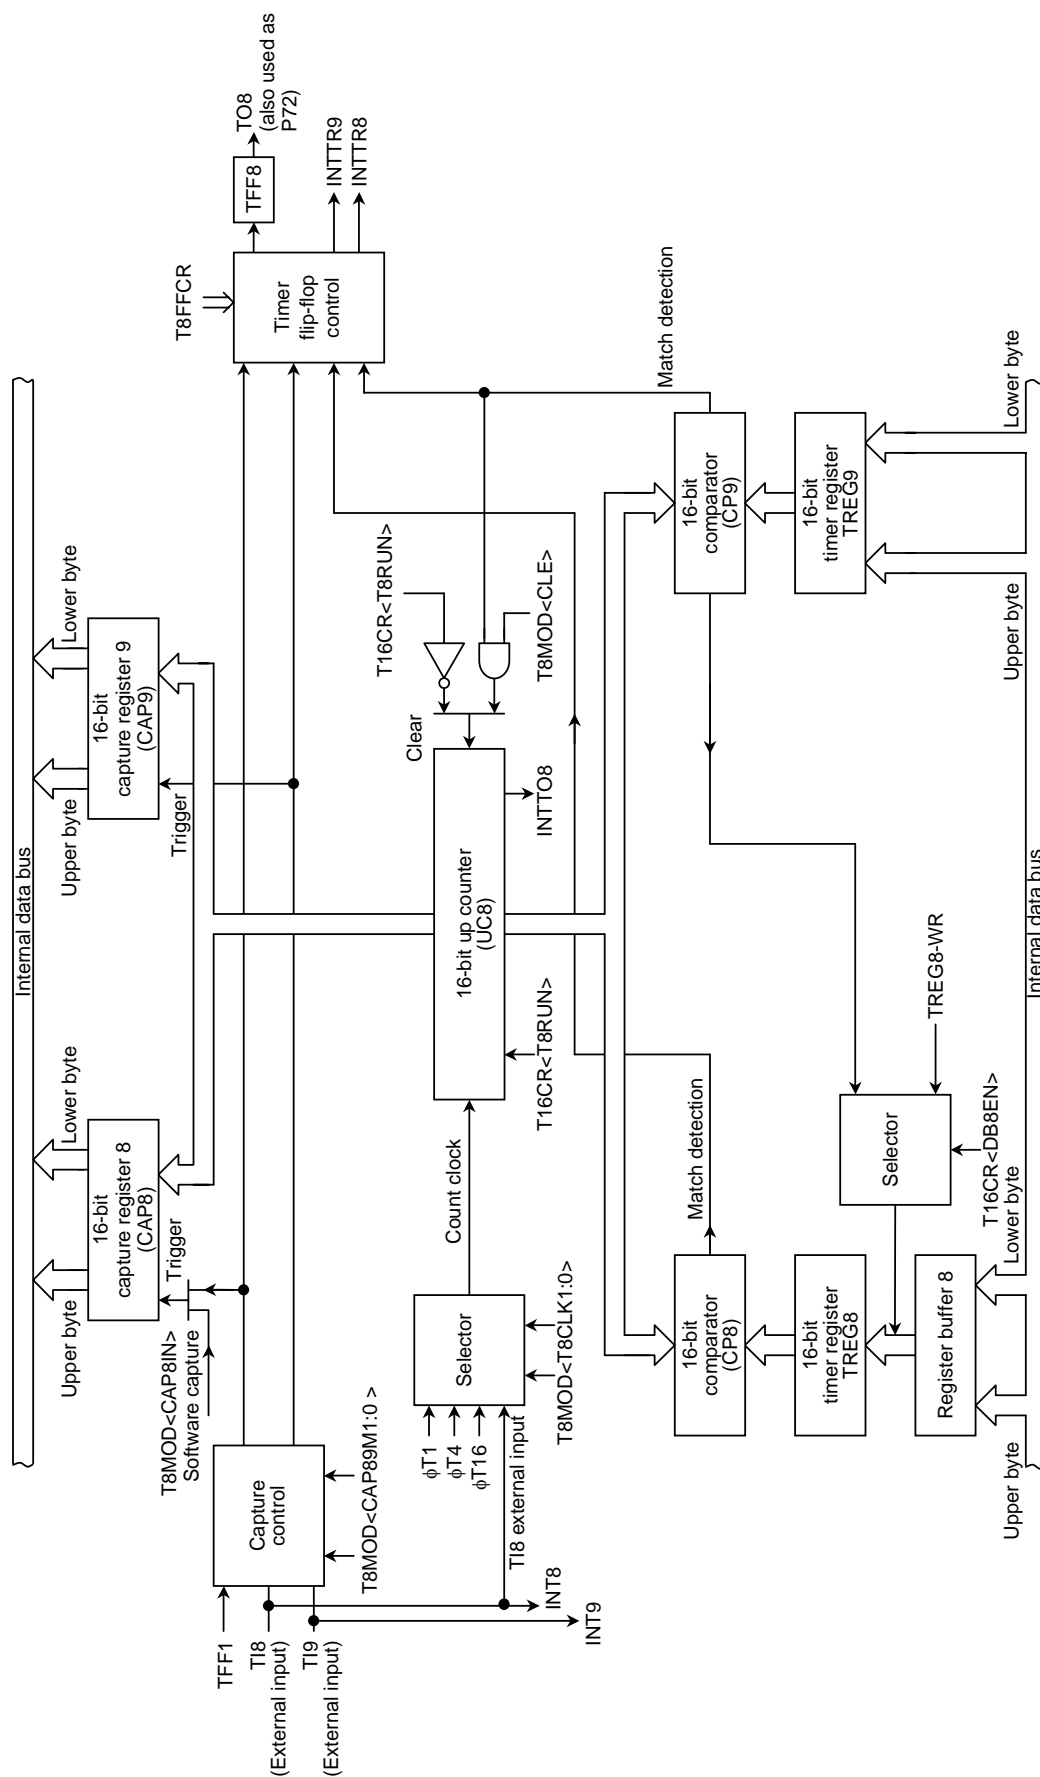 Internal data bus
Upper byte
Lower byte
Upper byte
Lower byte
16-bit
capture register 8
(CAP8)
16-bit
capture register 9
(CAP9)
T8MOD<CAP8IN>
Software capture
Trigger
Trigger
T8FFCR
TFF1
TI8
(External input)
TI9
(External input)
Capture
control
T8MOD<CAP89M1:0 >
Timer
flip-flop
control
TFF8
TO8
(also used as
P72)
INTTR9
INTTR8
T16CR<T8RUN>
Clear
T8MOD<CLE>
φT1
φT4
φT16
TI8 external input
Selector
T8MOD<T8CLK1:0>
Count clock
16-bit up counter
(UC8)
T16CR<T8RUN>
INTTO8
INT8
INT9
Match detection
Match detection
16-bit
comparator
(CP8)
16-bit
comparator
(CP9)
16-bit
timer register
TREG8
16-bit
timer register
TREG9
Selector
TREG8-WR
T16CR<DB8EN>
Register buffer 8
Upper byte
Lower byte
Upper byte
Lower byte
Internal data bus